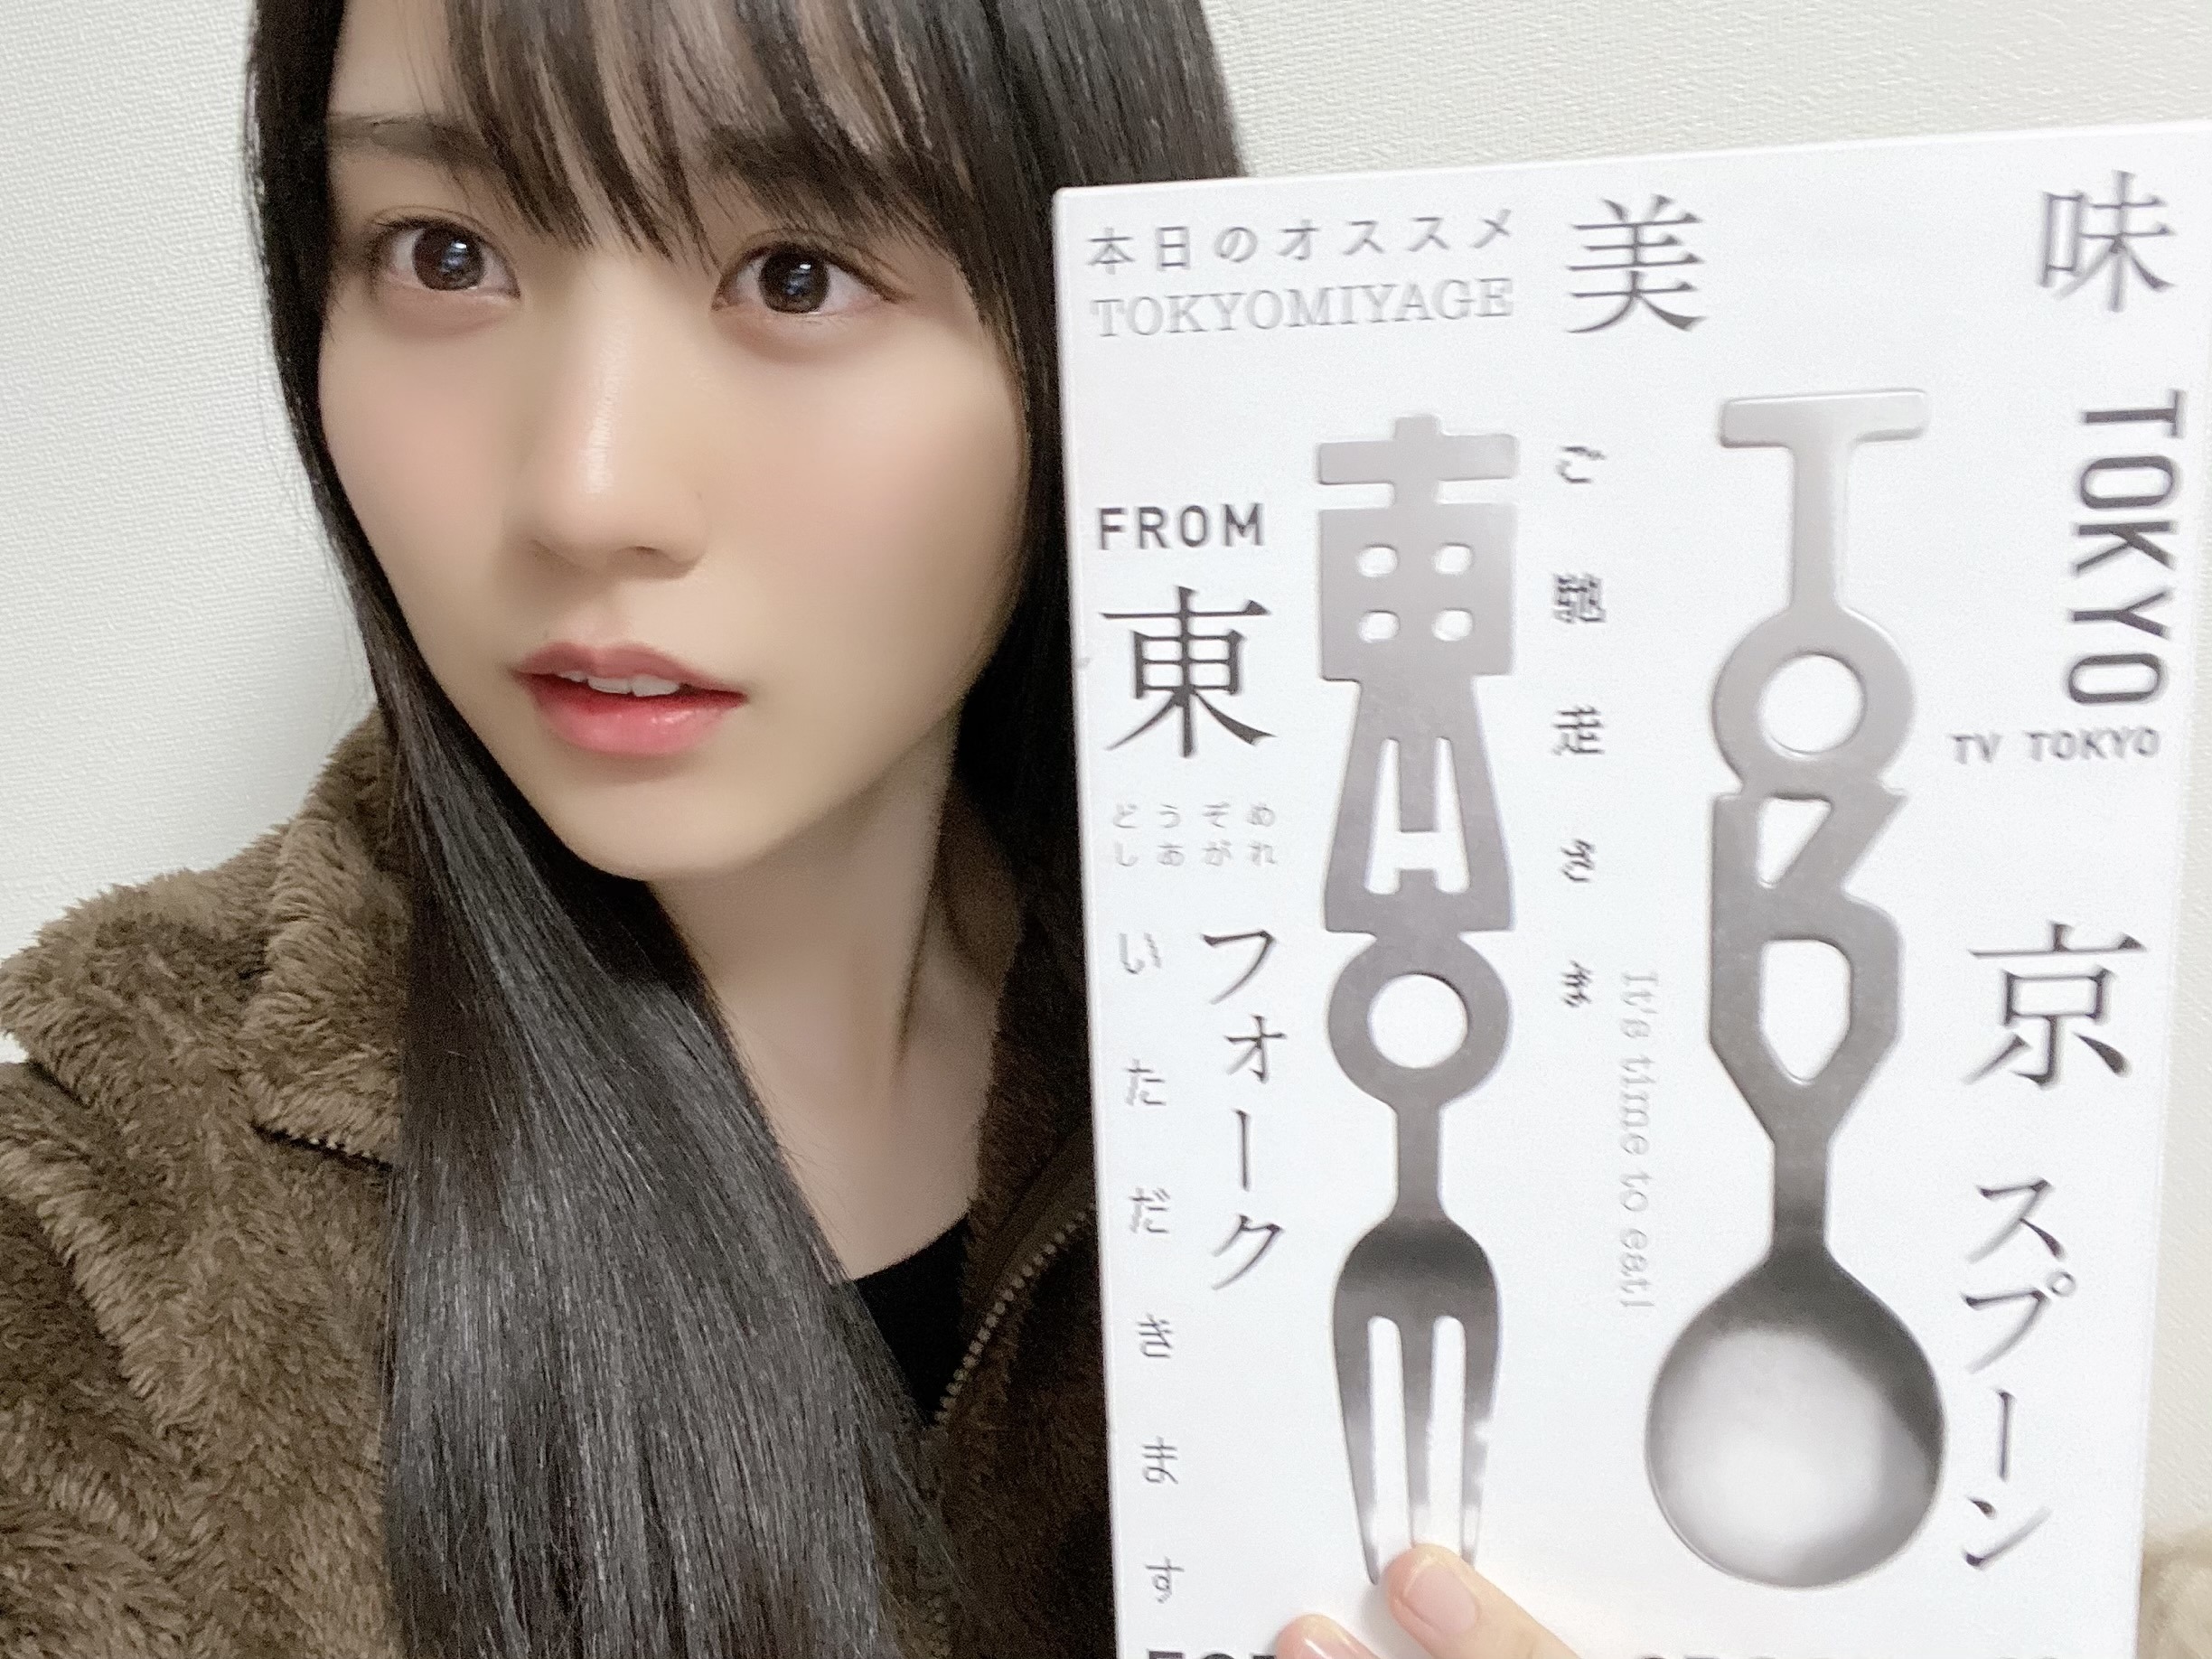 本日のオススメ
TOKYOMIYAGE
美味
TOKYO
TV TOKYO
FROM
東
どうぞめ
しあがれ
フォーク
いただきます
ご馳走さま
It's time to eat!
京
スプーン